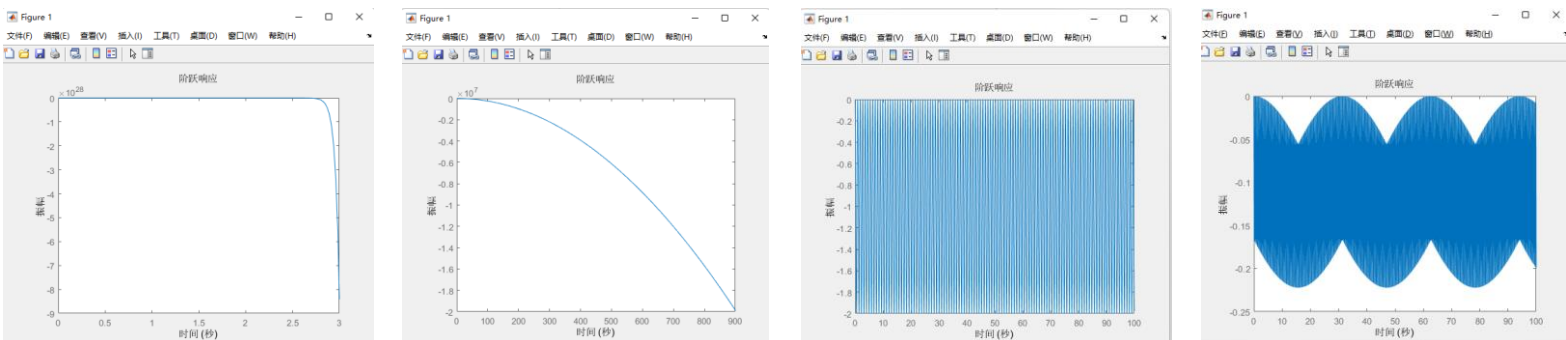 Figure 1
文件(F) 编辑(E) 查看(V) 插入(I) 工具(T) 桌面(D) 窗口(W) 帮助(H)
阶跃响应
×10^28
0
-1
-2
-3
-4
-5
-6
-7
-8
-9
振幅
0 0.5 1 1.5 2 2.5 3
时间 (秒)
Figure 1
文件(F) 编辑(E) 查看(V) 插入(I) 工具(T) 桌面(D) 窗口(W) 帮助(H)
阶跃响应
×10^7
0
-0.2
-0.4
-0.6
-0.8
-1
-1.2
-1.4
-1.6
-1.8
-2
振幅
0 100 200 300 400 500 600 700 800 900
时间 (秒)
Figure 1
文件(F) 编辑(E) 查看(V) 插入(I) 工具(T) 桌面(D) 窗口(W) 帮助(H)
阶跃响应
0
-0.2
-0.4
-0.6
-0.8
-1
-1.2
-1.4
-1.6
-1.8
-2
振幅
0 10 20 30 40 50 60 70 80 90 100
时间 (秒)
Figure 1
文件(F) 编辑(E) 查看(V) 插入(I) 工具(T) 桌面(D) 窗口(W) 帮助(H)
阶跃响应
0
-0.05
-0.1
-0.15
-0.2
-0.25
振幅
0 10 20 30 40 50 60 70 80 90 100
时间 (秒)